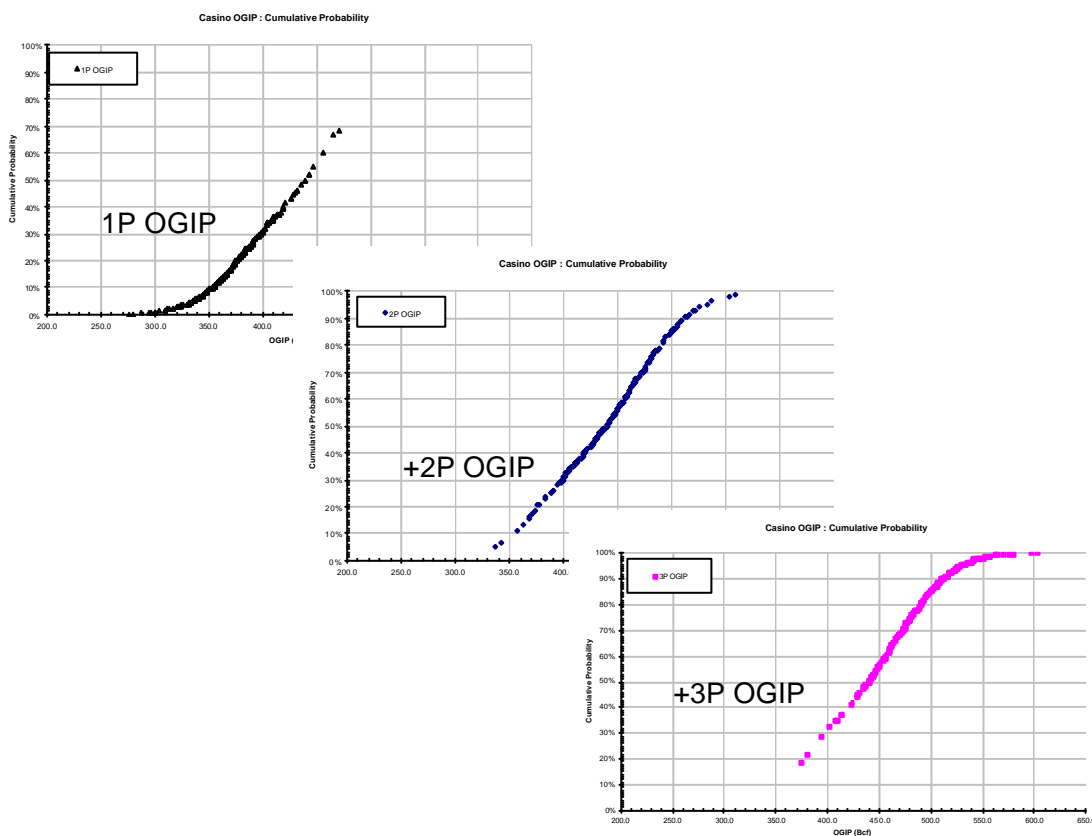 Casino OGIP : Cumulative Probability
100%
90%
80%
70%
60%
50%
40%
30%
20%
10%
0%
Cumulative Probability
1P OGIP
1P OGIP
200.0 250.0 300.0 350.0 400.0
OGIP (
Casino OGIP : Cumulative Probability
100%
90%
80%
70%
60%
50%
40%
30%
20%
10%
0%
Cumulative Probability
2P OGIP
+2P OGIP
200.0 250.0 300.0 350.0 400.
Casino OGIP : Cumulative Probability
100%
90%
80%
70%
60%
50%
40%
30%
20%
10%
0%
Cumulative Probability
3P OGIP
+3P OGIP
200.0 250.0 300.0 350.0 400.0 450.0 500.0 550.0 600.0 650.
OGIP (Bcf)